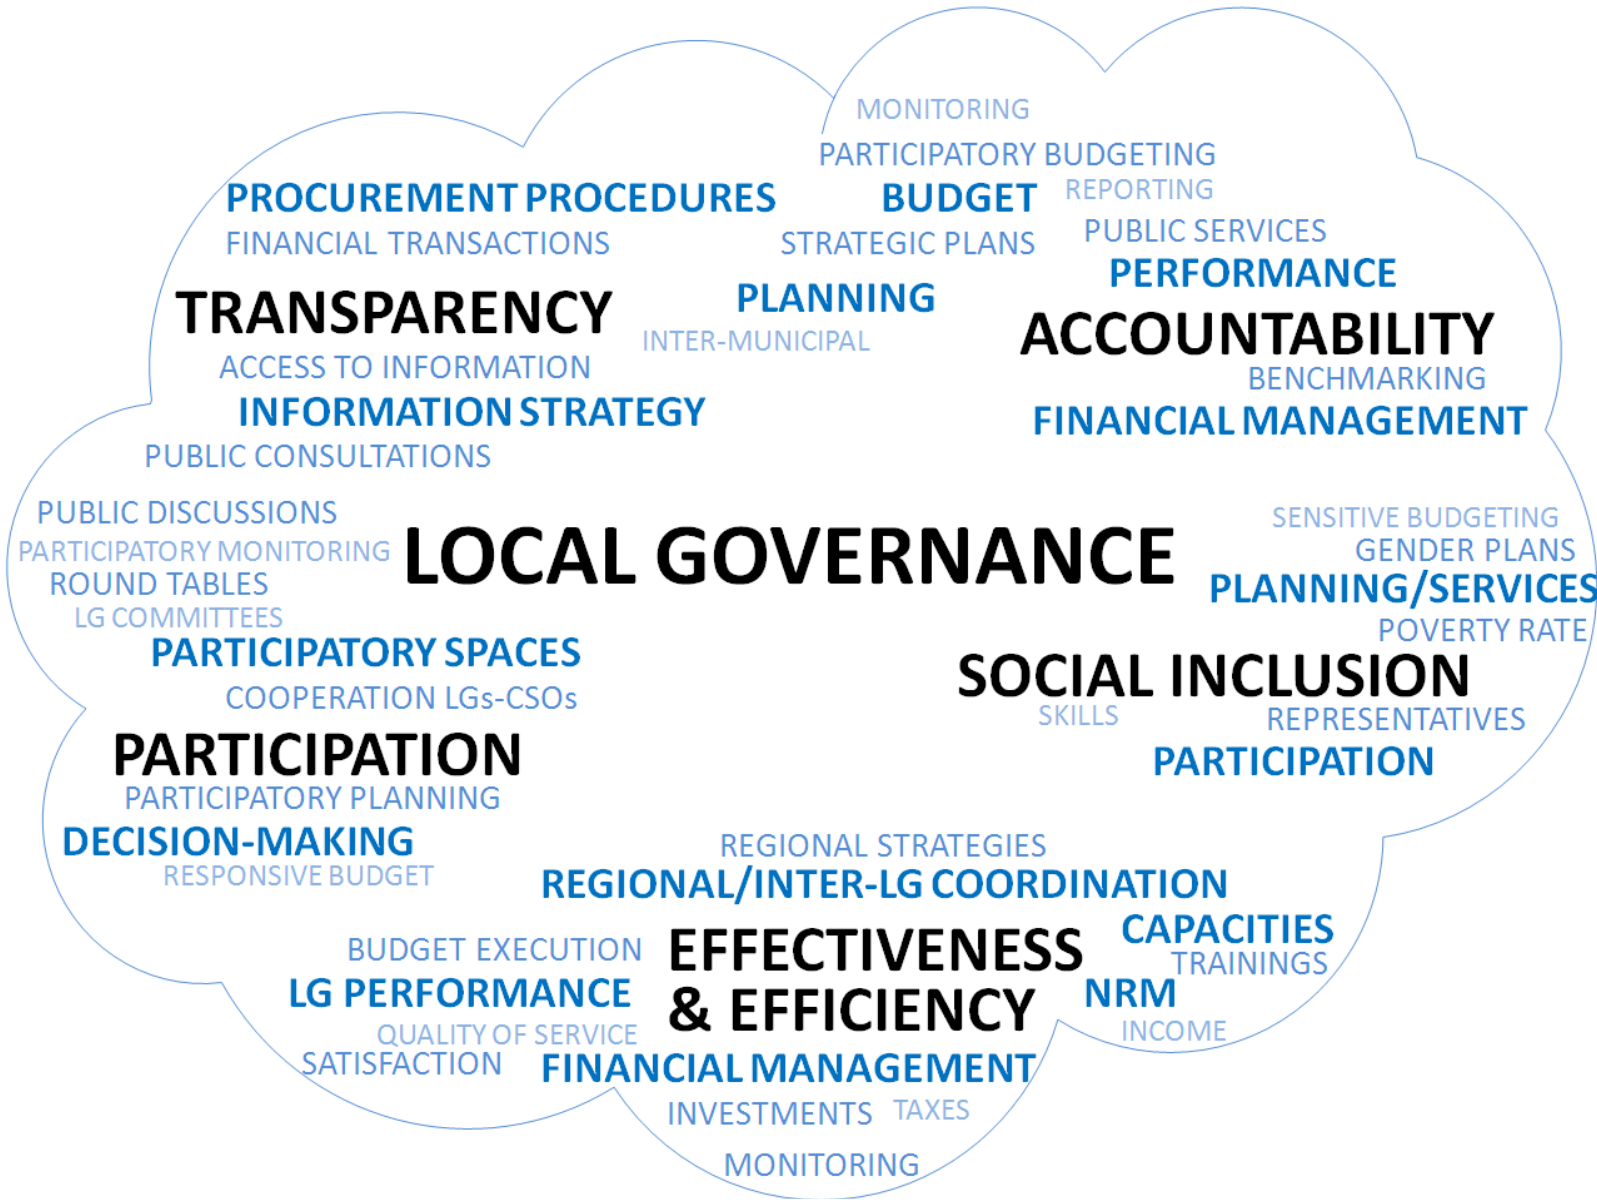 MONITORING
PARTICIPATORY BUDGETING
PROCUREMENT PROCEDURES
BUDGET
REPORTING
FINANCIAL TRANSACTIONS
STRATEGIC PLANS
PUBLIC SERVICES
PERFORMANCE
TRANSPARENCY
PLANNING
ACCOUNTABILITY
INTER-MUNICIPAL
ACCESS TO INFORMATION
BENCHMARKING
INFORMATION STRATEGY
FINANCIAL MANAGEMENT
PUBLIC CONSULTATIONS
PUBLIC DISCUSSIONS
PARTICIPATORY MONITORING
ROUND TABLES
LG COMMITTEES
LOCAL GOVERNANCE
SENSITIVE BUDGETING
GENDER PLANS
PLANNING/SERVICES
POVERTY RATE
PARTICIPATORY SPACES
COOPERATION LGs-CSOs
SOCIAL INCLUSION
SKILLS
REPRESENTATIVES
PARTICIPATION
PARTICIPATION
PARTICIPATORY PLANNING
DECISION-MAKING
RESPONSIVE BUDGET
REGIONAL STRATEGIES
REGIONAL/INTER-LG COORDINATION
CAPACITIES
TRAININGS
BUDGET EXECUTION
EFFECTIVENESS
& EFFICIENCY
LG PERFORMANCE
NRM
INCOME
QUALITY OF SERVICE
SATISFACTION
FINANCIAL MANAGEMENT
INVESTMENTS
TAXES
MONITORING